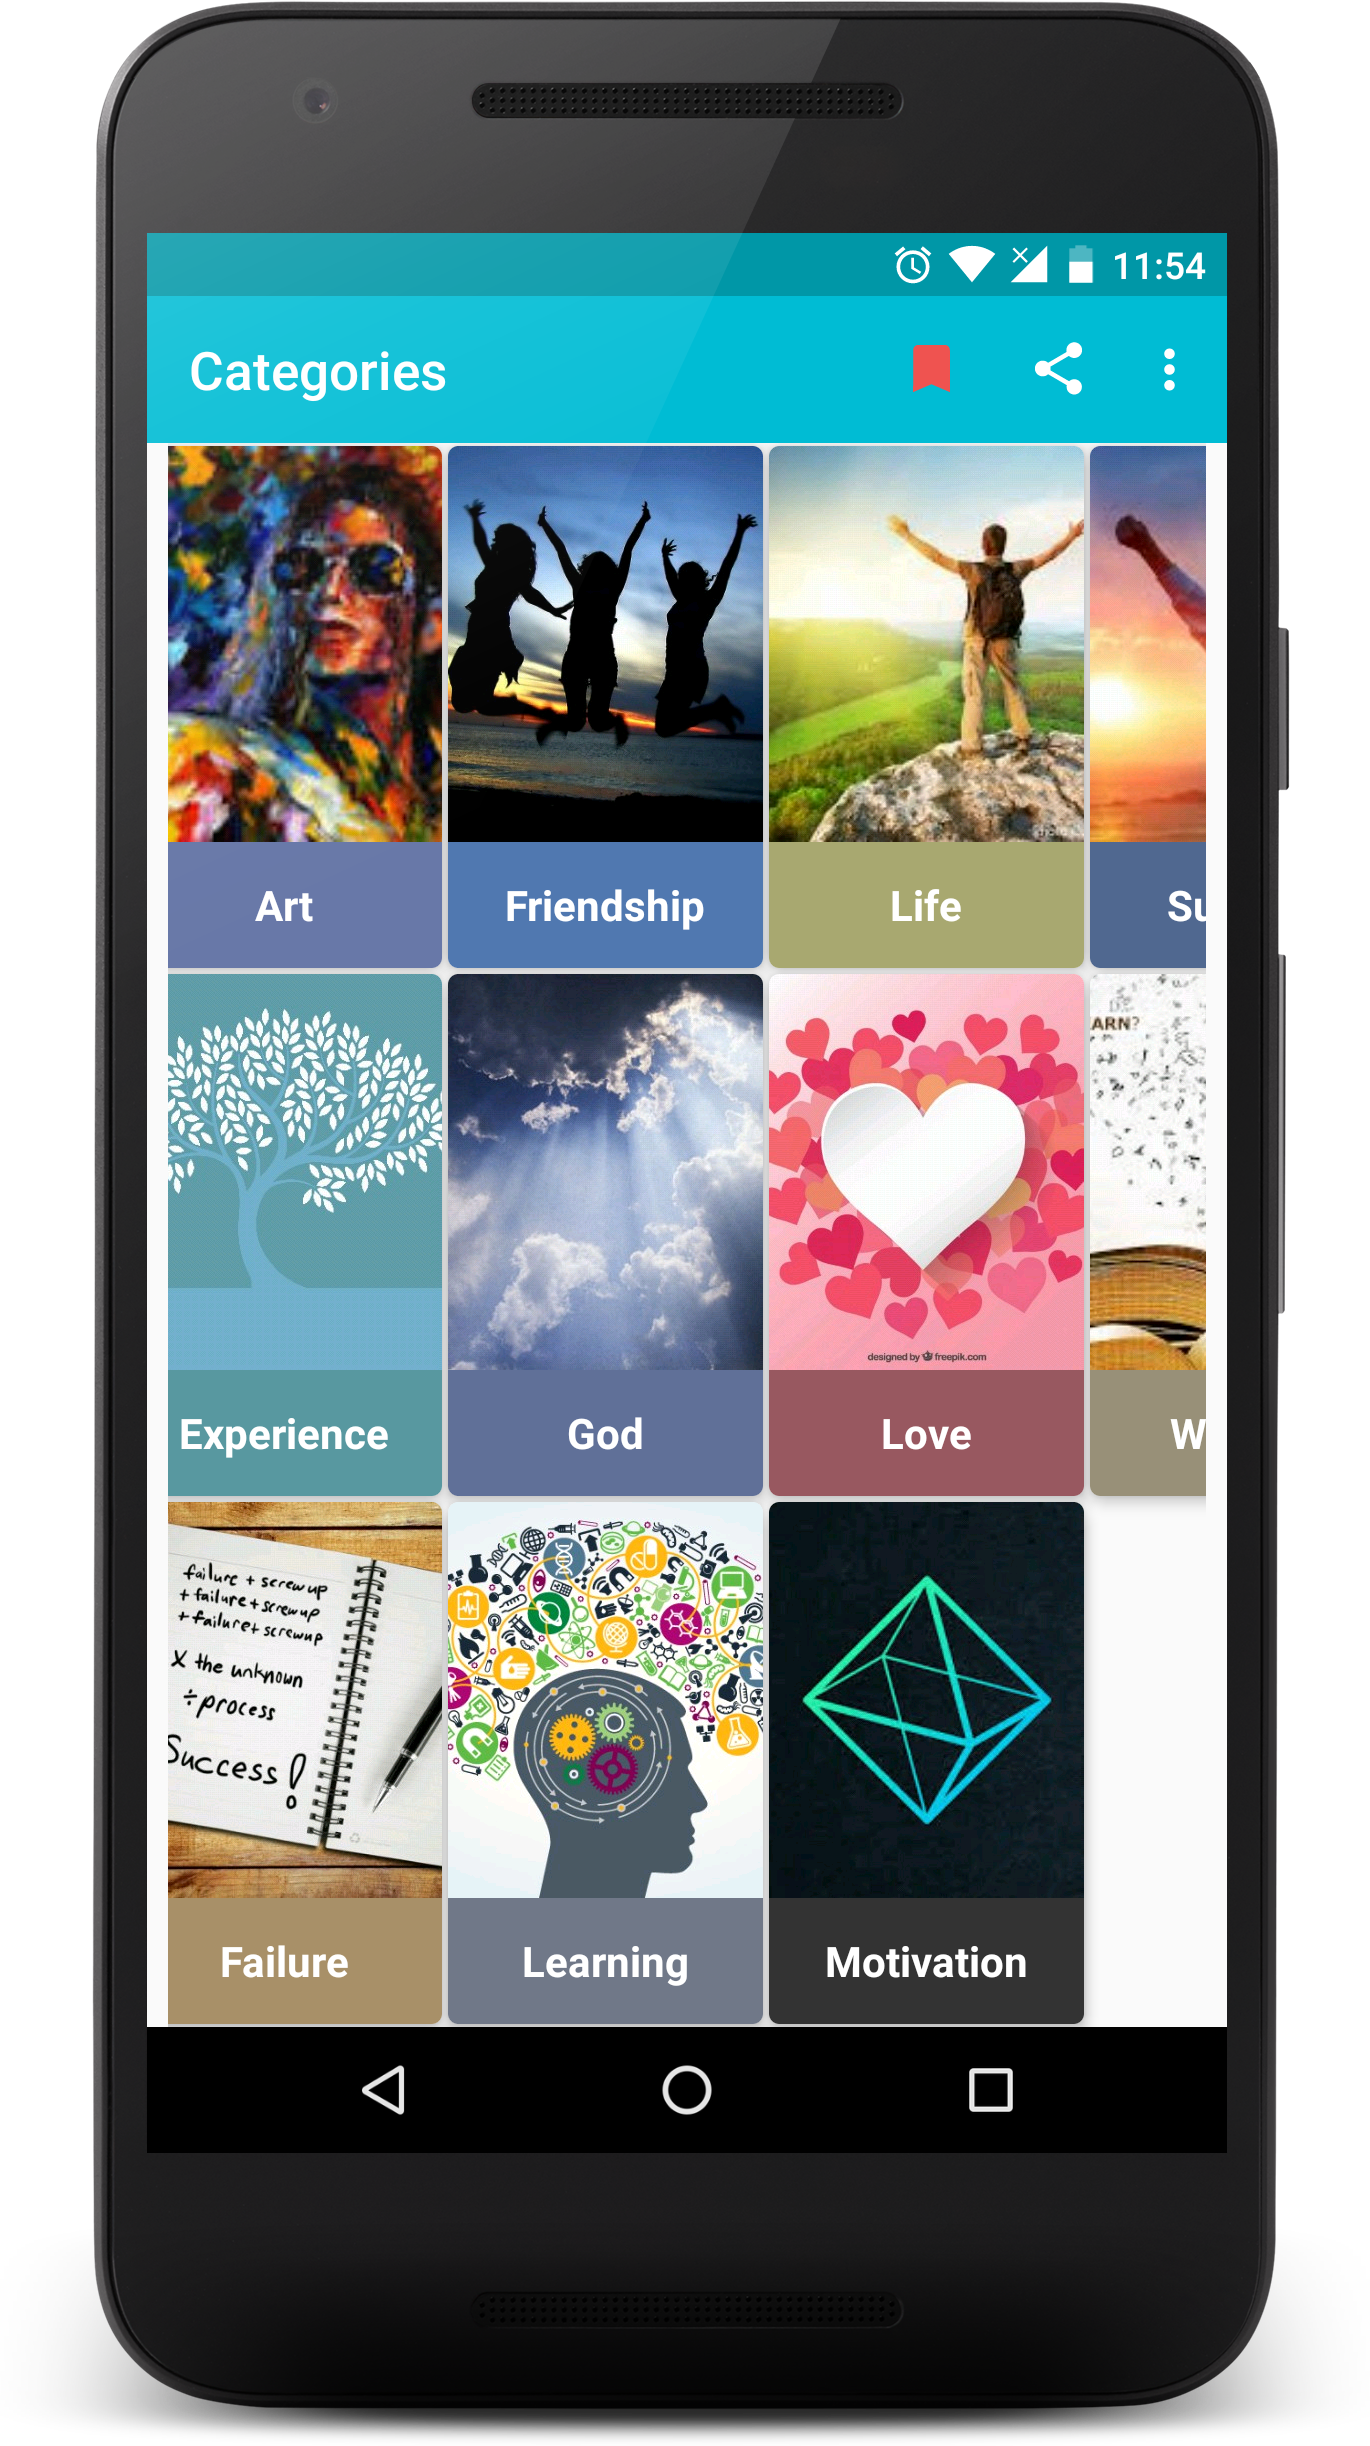 11:54
Categories
Art
Friendship
Life
Su
ARN?
designed by freepik.com
Experience
God
Love
W
failure + screwup
+ failure + screwup
+ failure + screwup
X the unknown
÷ process
Success!
Failure
Learning
Motivation